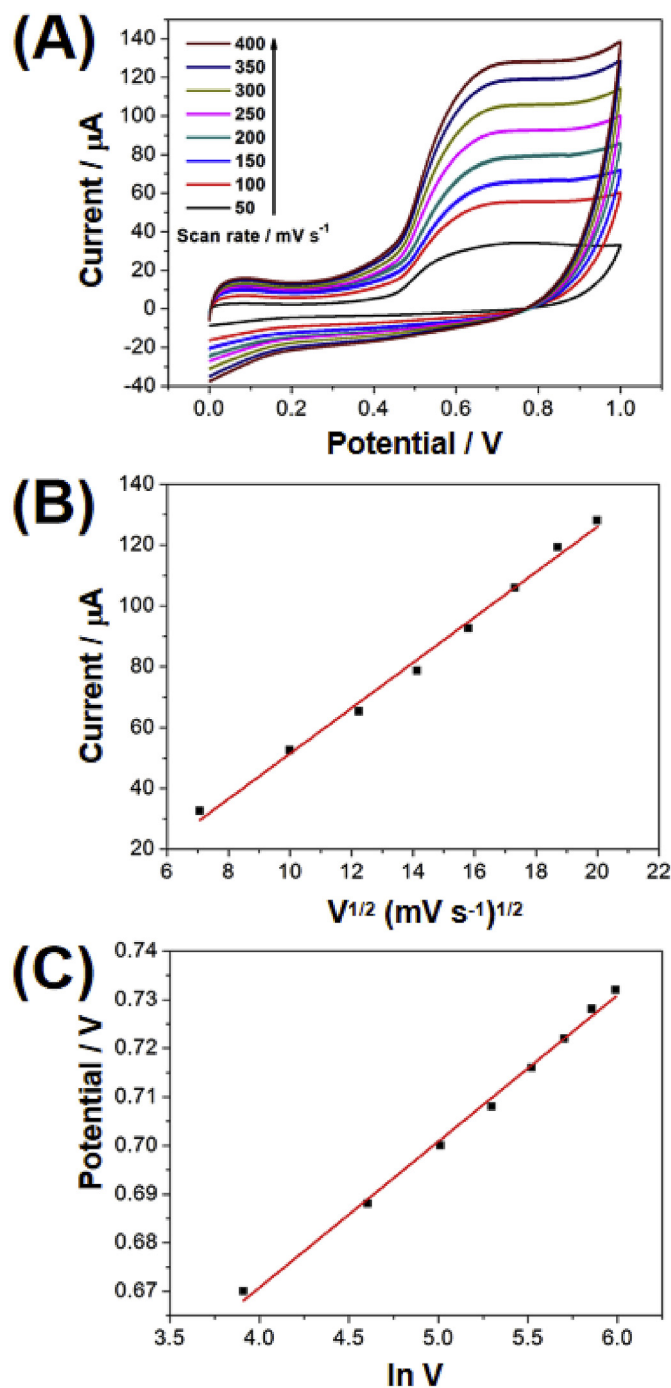 (A)
140
120
100
80
60
40
20
0
-20
-40
Current / μA
400
350
300
250
200
150
100
50
Scan rate / mV s-1
0.0 0.2 0.4 0.6 0.8 1.0
Potential / V
(B)
140
120
100
80
60
40
20
Current / μA
6 8 10 12 14 16 18 20 22
V1/2 (mV s-1)1/2
(C)
0.74
0.73
0.72
0.71
0.70
0.69
0.68
0.67
Potential / V
3.5 4.0 4.5 5.0 5.5 6.0
ln V